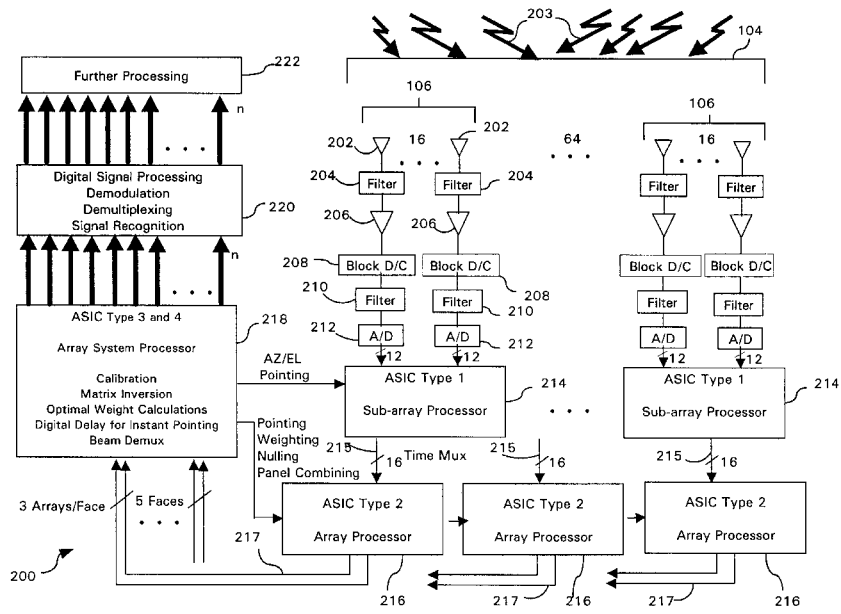 203
104
Further Processing
222
n
106
106
202
16
202
64
16
204
Filter
Filter
204
Filter
Filter
Digital Signal Processing
Demodulation
Demultiplexing
Signal Recognition
220
206
206
n
208
Block D/C
Block D/C
208
Block D/C
Block D/C
210
Filter
Filter
210
Filter
Filter
212
A/D
A/D
212
A/D
A/D
12
12
12
12
ASIC Type 3 and 4
218
Array System Processor
Calibration
Matrix Inversion
Optimal Weight Calculations
Digital Delay for Instant Pointing
Beam Demux
AZ/EL
Pointing
ASIC Type 1
Sub-array Processor
214
ASIC Type 1
Sub-array Processor
214
Pointing
Weighting
Nulling
Panel Combining
215
16
Time Mux
215
16
215
16
3 Arrays/Face
5 Faces
ASIC Type 2
Array Processor
ASIC Type 2
Array Processor
ASIC Type 2
Array Processor
200
217
216
217
216
217
216